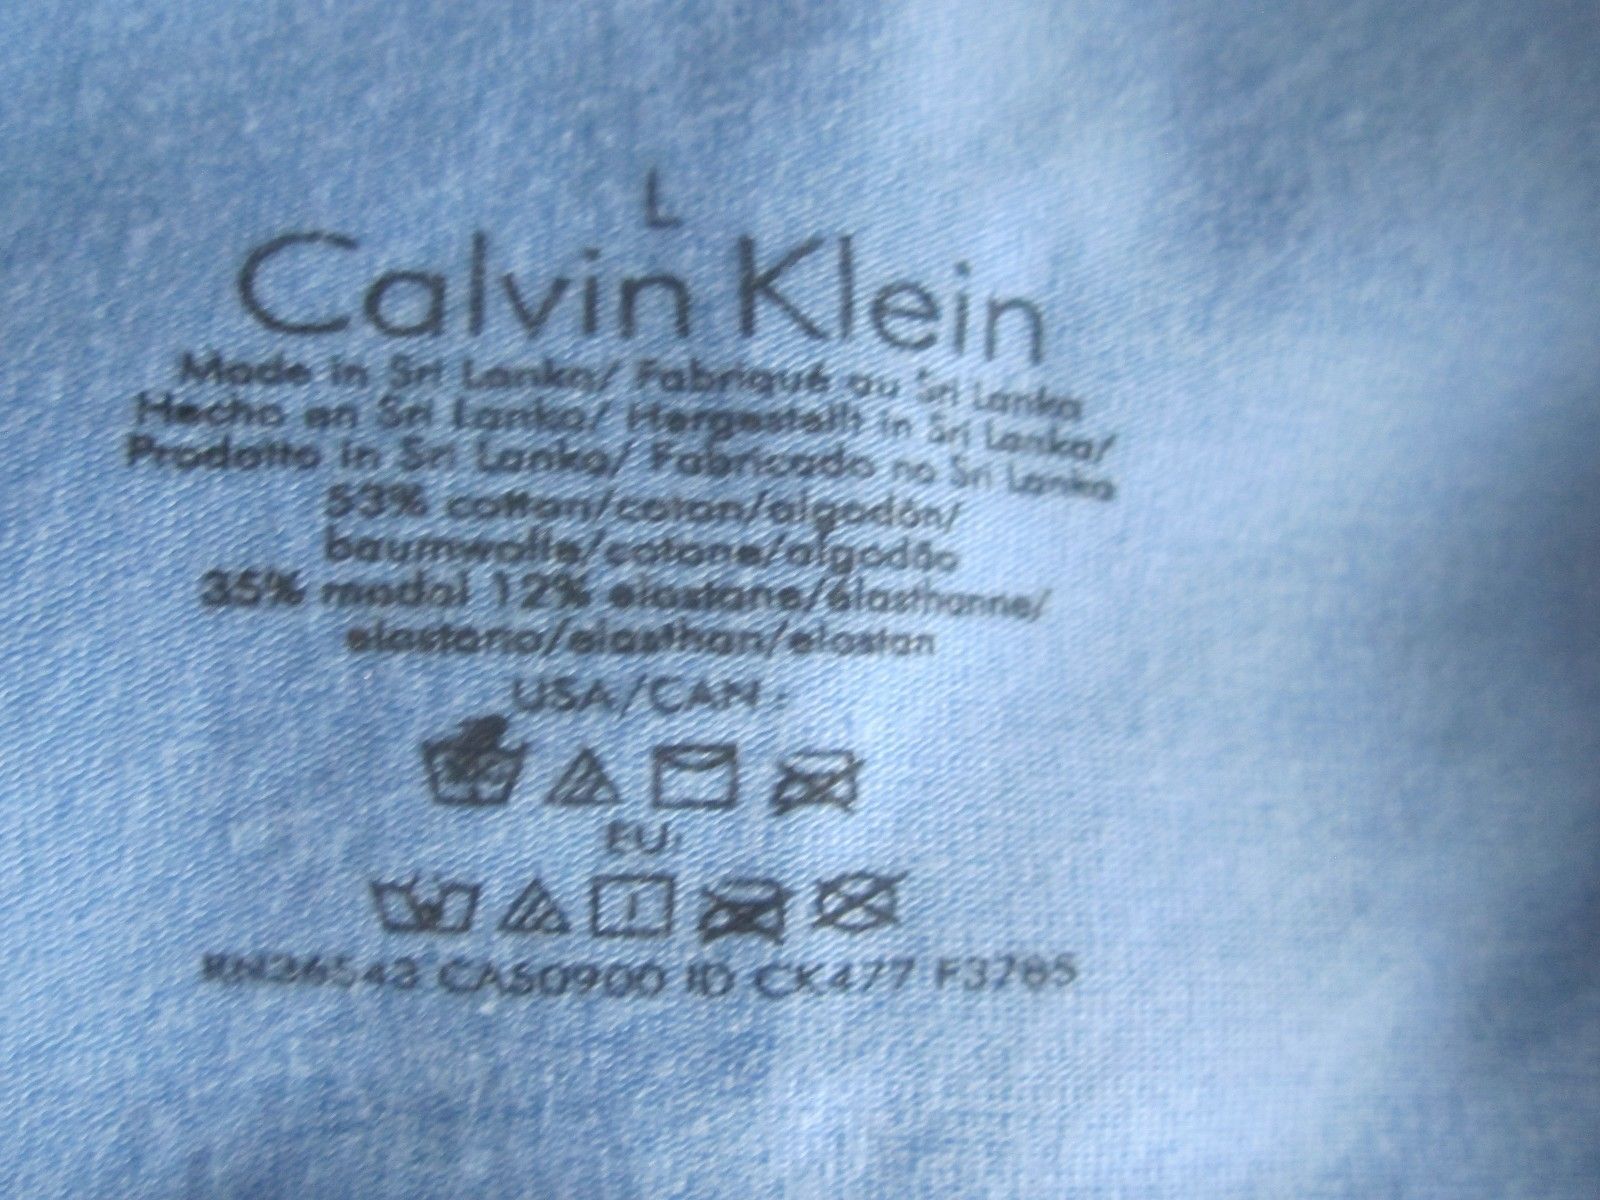 L
Calvin Klein
Made in Sri Lanka/ Fabriqué au Sri Lanka
Hecho en Sri Lanka/ Hergestellt in Sri Lanka/
Prodotto in Sri Lanka/ Fabricado no Sri Lanka
53% cotton/coton/algodón/
baumwolle/cotone/algodão
35% modal 12% elastane/élasthanne/
elastano/elasthan/elastan
USA/CAN:
EU:
RN36543 CA50900 ID CK477 F3785